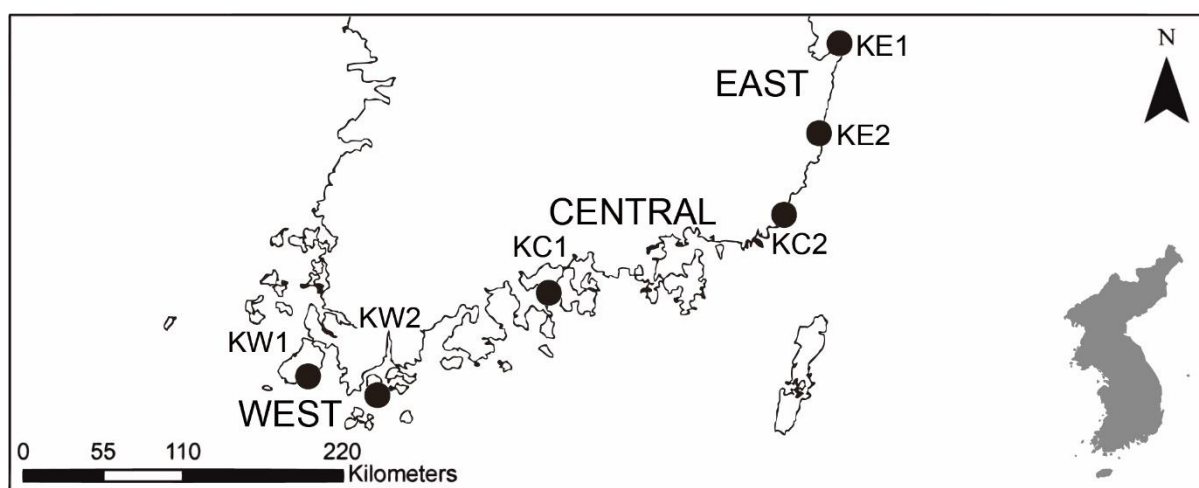 N
KE1
EAST
KE2
CENTRAL
KC1
KC2
KW2
KW1
WEST
0 55 110 220
Kilometers